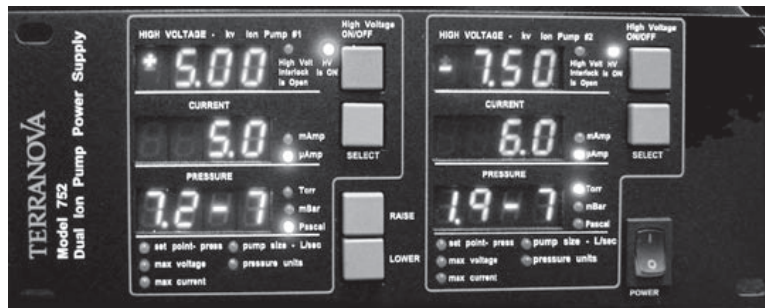 TERRANOVA
Model 752
Dual Ion Pump Power Supply
HIGH VOLTAGE - kv Ion Pump #1
+ 5.00
High Volt Interlock is Open
HV is ON
High Voltage ON/OFF
CURRENT
5.0
mAmp
µAmp
SELECT
PRESSURE
7.2 - 7
Torr
mBar
Pascal
RAISE
LOWER
set point- press
pump size - L/sec
max voltage
pressure units
max current
HIGH VOLTAGE - kv Ion Pump #2
- 7.50
High Volt Interlock is Open
HV is ON
High Voltage ON/OFF
CURRENT
6.0
mAmp
µAmp
SELECT
PRESSURE
1.9 - 7
Torr
mBar
Pascal
set point- press
pump size - L/sec
max voltage
pressure units
max current
POWER